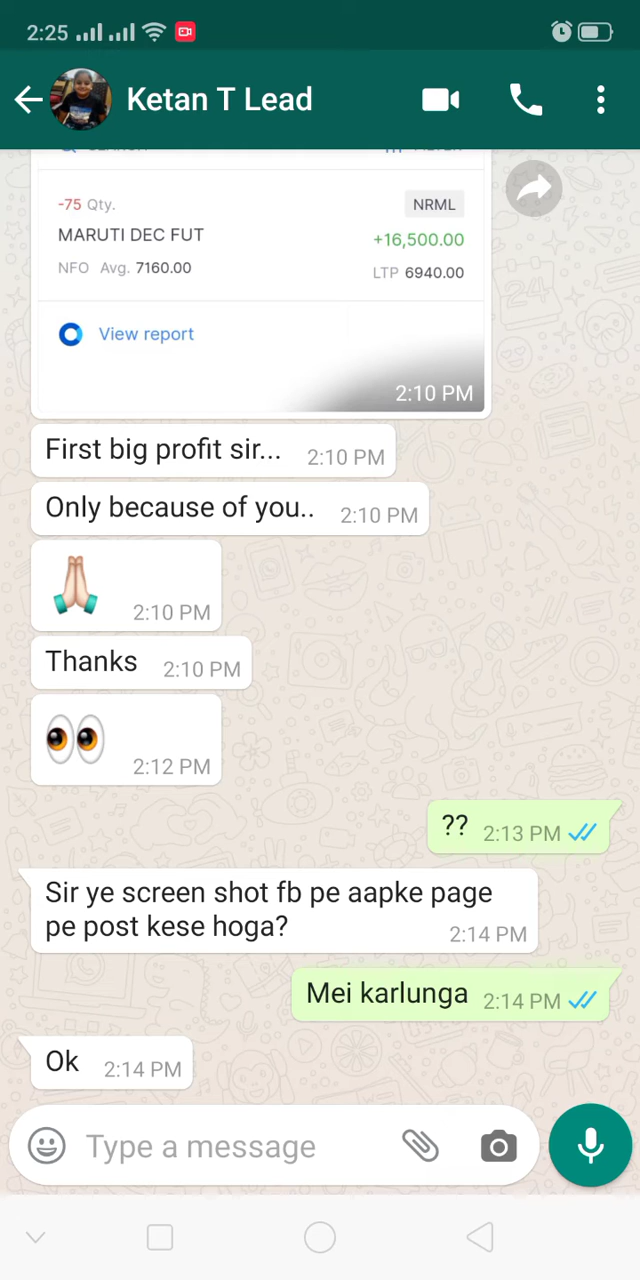 2:25
Ketan T Lead
-75 Qty.
NRML
MARUTI DEC FUT
+16,500.00
NFO Avg. 7160.00
LTP 6940.00
View report
2:10 PM
First big profit sir... 2:10 PM
Only because of you.. 2:10 PM
2:10 PM
Thanks 2:10 PM
2:12 PM
?? 2:13 PM
Sir ye screen shot fb pe aapke page
pe post kese hoga? 2:14 PM
Mei karlunga 2:14 PM
Ok 2:14 PM
Type a message